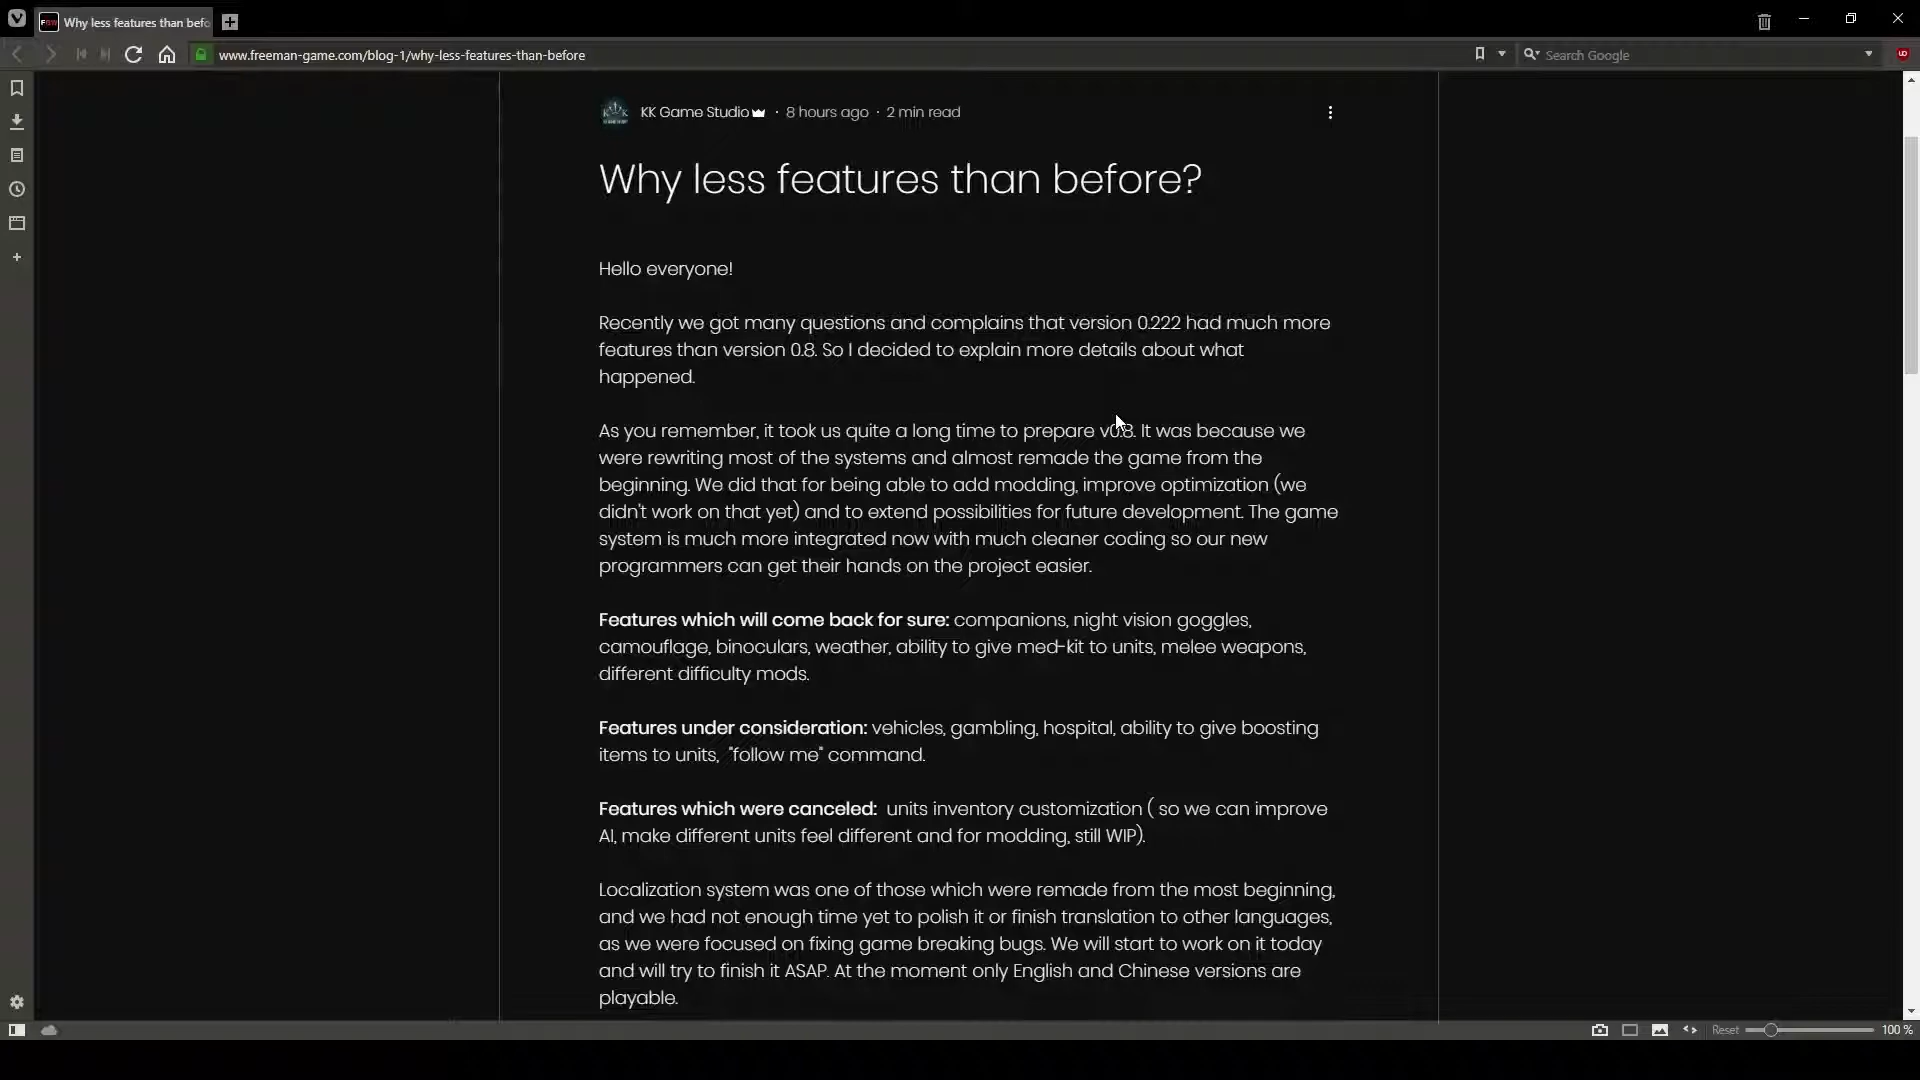 Why less features than befo
www.freeman-game.com/blog-1/why-less-features-than-before
Search Google
KK Game Studio · 8 hours ago · 2 min read
Why less features than before?
Hello everyone!
Recently we got many questions and complains that version 0.222 had much more
features than version 0.8. So I decided to explain more details about what
happened.
As you remember, it took us quite a long time to prepare v0.8. It was because we
were rewriting most of the systems and almost remade the game from the
beginning. We did that for being able to add modding, improve optimization (we
didn't work on that yet) and to extend possibilities for future development. The game
system is much more integrated now with much cleaner coding so our new
programmers can get their hands on the project easier.
Features which will come back for sure: companions, night vision goggles,
camouflage, binoculars, weather, ability to give med-kit to units, melee weapons,
different difficulty mods.
Features under consideration: vehicles, gambling, hospital, ability to give boosting
items to units, "follow me" command.
Features which were canceled: units inventory customization ( so we can improve
AI, make different units feel different and for modding, still WIP).
Localization system was one of those which were remade from the most beginning,
and we had not enough time yet to polish it or finish translation to other languages,
as we were focused on fixing game breaking bugs. We will start to work on it today
and will try to finish it ASAP. At the moment only English and Chinese versions are
playable.
Reset
100 %